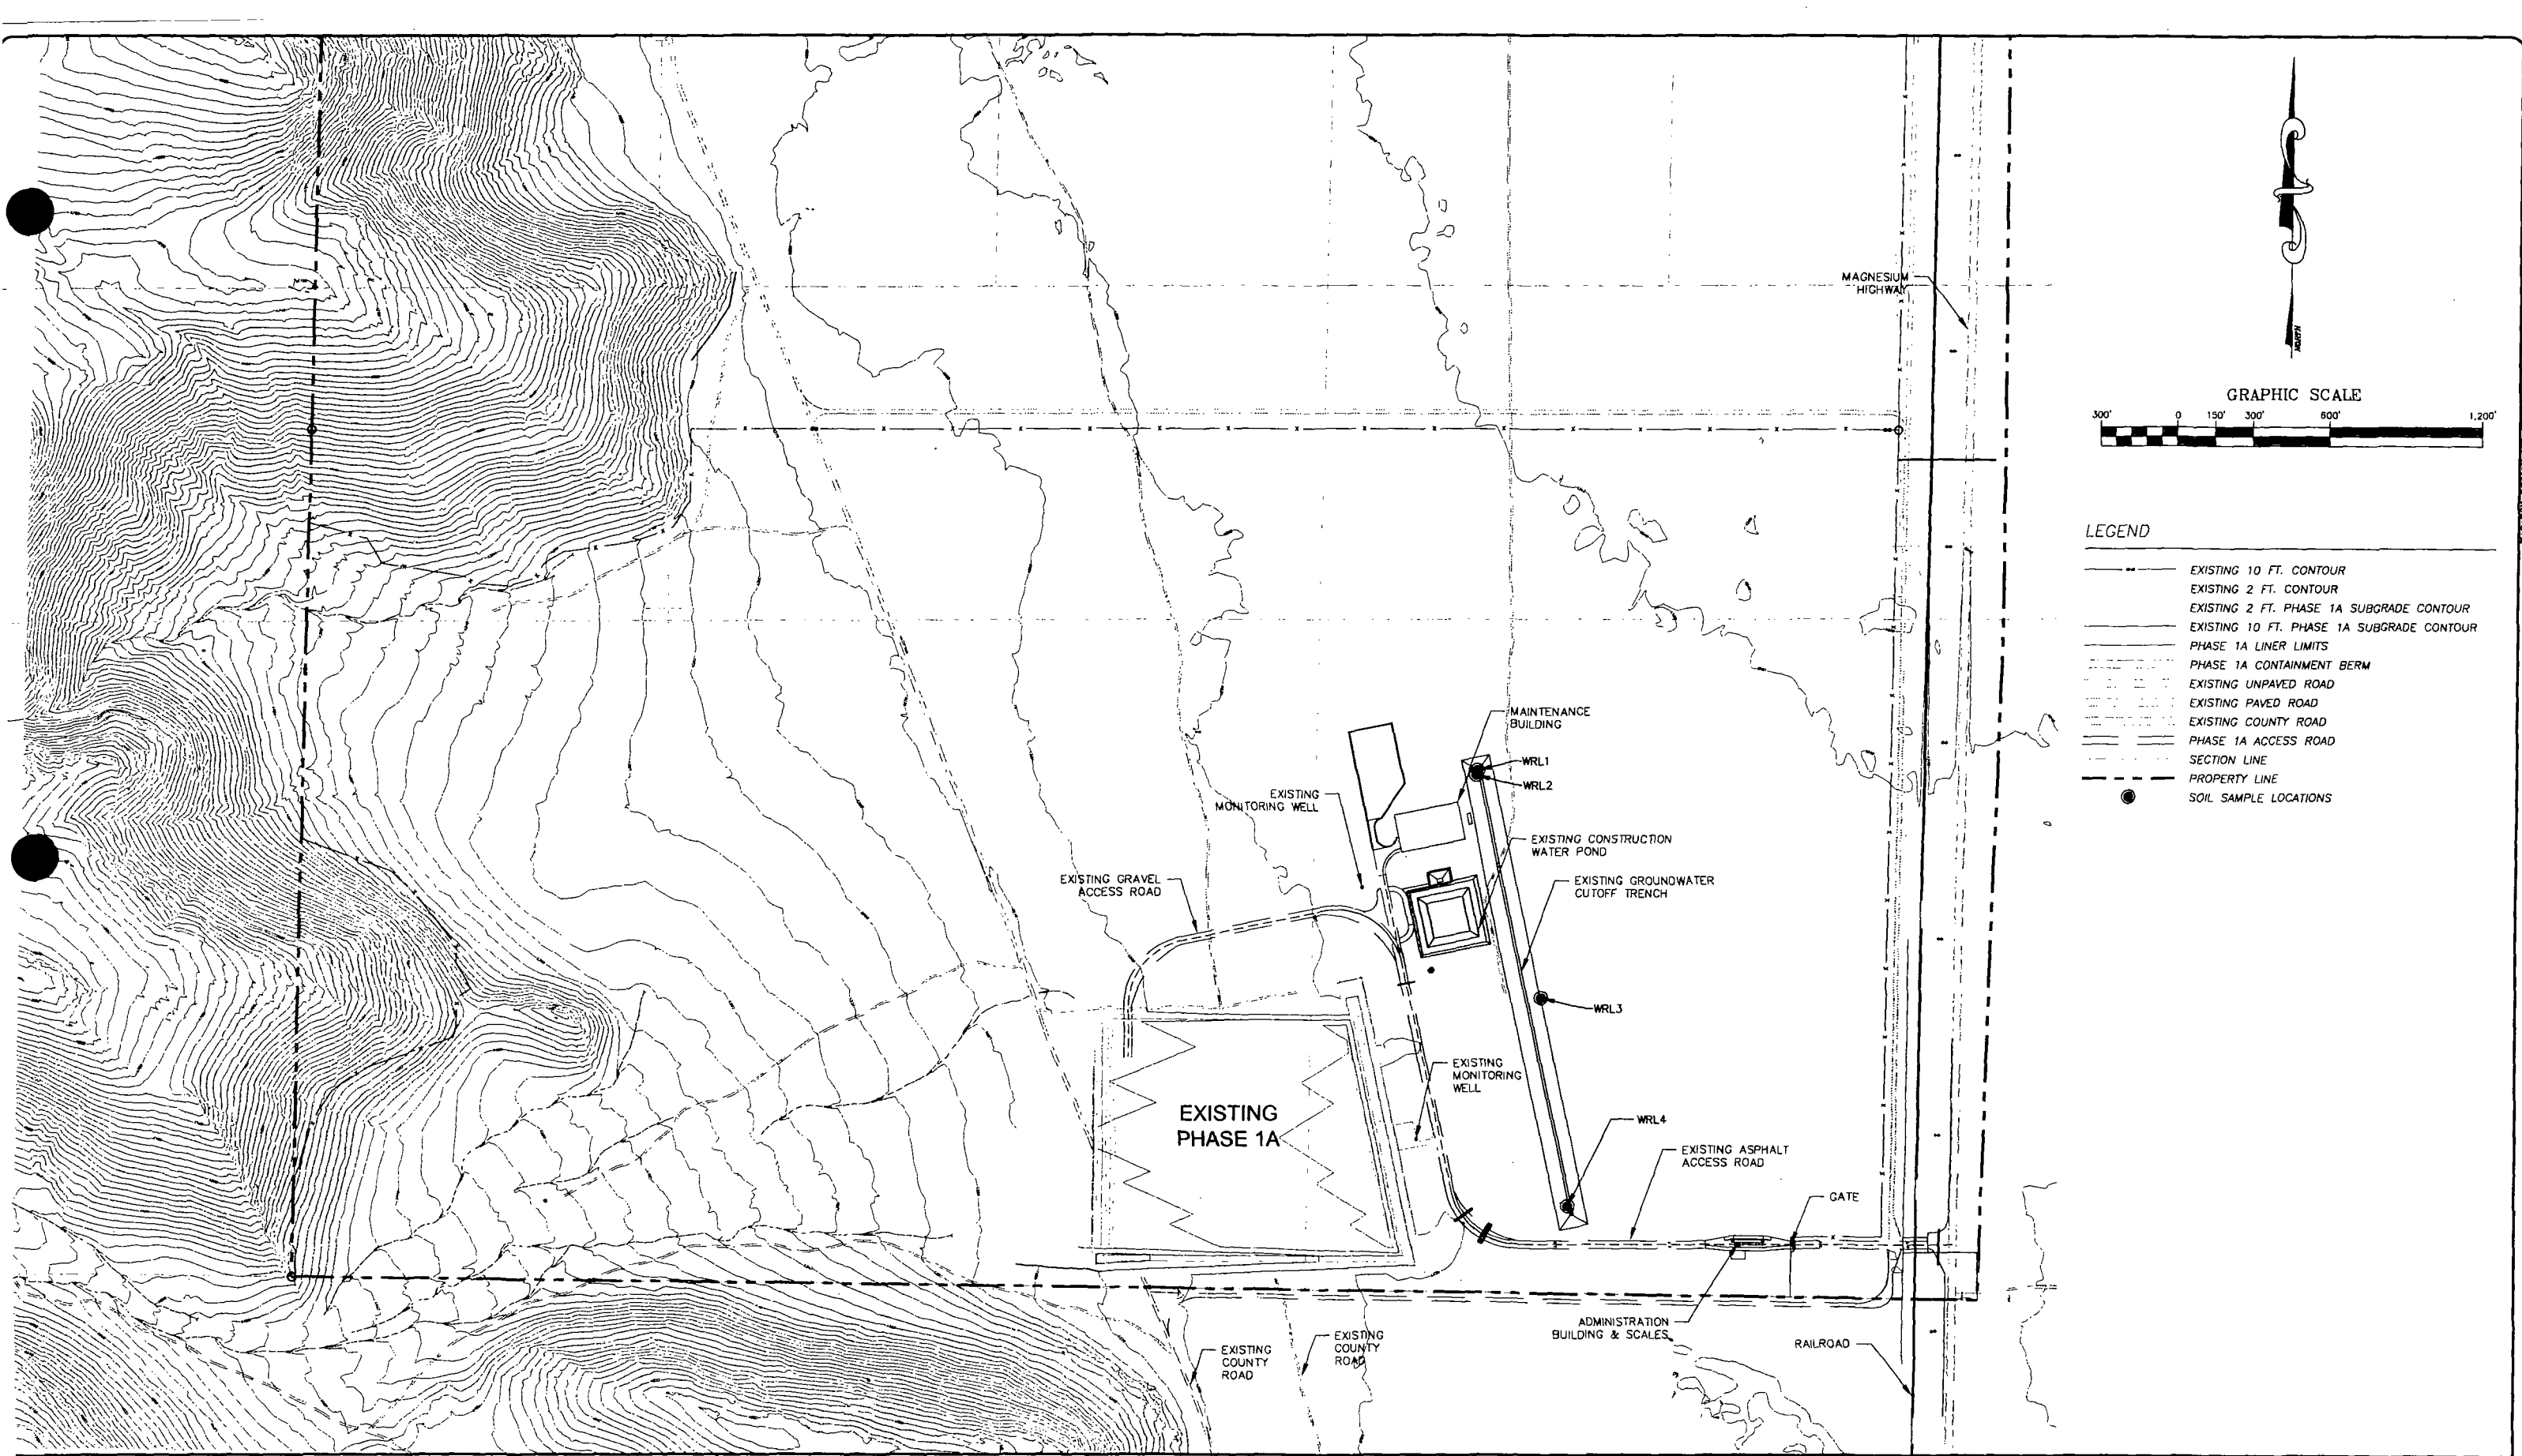 MAGNESIUM
HIGHWAY
NORTH
GRAPHIC SCALE
300' 0 150' 300' 600' 1,200'
LEGEND
EXISTING 10 FT. CONTOUR
EXISTING 2 FT. CONTOUR
EXISTING 2 FT. PHASE 1A SUBGRADE CONTOUR
EXISTING 10 FT. PHASE 1A SUBGRADE CONTOUR
PHASE 1A LINER LIMITS
PHASE 1A CONTAINMENT BERM
EXISTING UNPAVED ROAD
EXISTING PAVED ROAD
EXISTING COUNTY ROAD
PHASE 1A ACCESS ROAD
SECTION LINE
PROPERTY LINE
SOIL SAMPLE LOCATIONS
MAINTENANCE
BUILDING
WRL1
WRL2
EXISTING
MONITORING WELL
EXISTING CONSTRUCTION
WATER POND
EXISTING GRAVEL
ACCESS ROAD
EXISTING GROUNDWATER
CUTOFF TRENCH
WRL3
EXISTING
MONITORING
WELL
EXISTING
PHASE 1A
WRL4
EXISTING ASPHALT
ACCESS ROAD
GATE
ADMINISTRATION
BUILDING & SCALES
RAILROAD
EXISTING
COUNTY
ROAD
EXISTING
COUNTY
ROAD